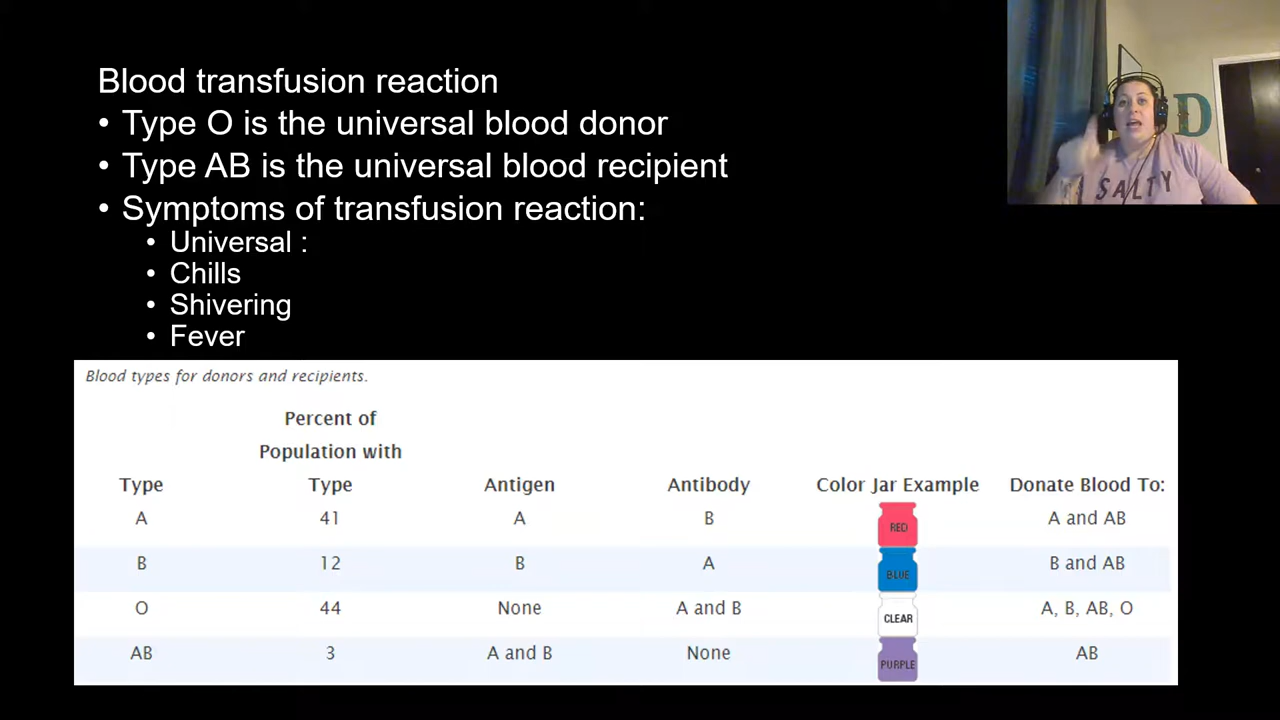 Blood transfusion reaction
• Type O is the universal blood donor
• Type AB is the universal blood recipient
• Symptoms of transfusion reaction:
• Universal :
• Chills
• Shivering
• Fever
D
SALTY
Blood types for donors and recipients.
Percent of
Population with
Type Type Antigen Antibody Color Jar Example Donate Blood To:
A 41 A B RED A and AB
B 12 B A BLUE B and AB
O 44 None A and B CLEAR A, B, AB, O
AB 3 A and B None PURPLE AB